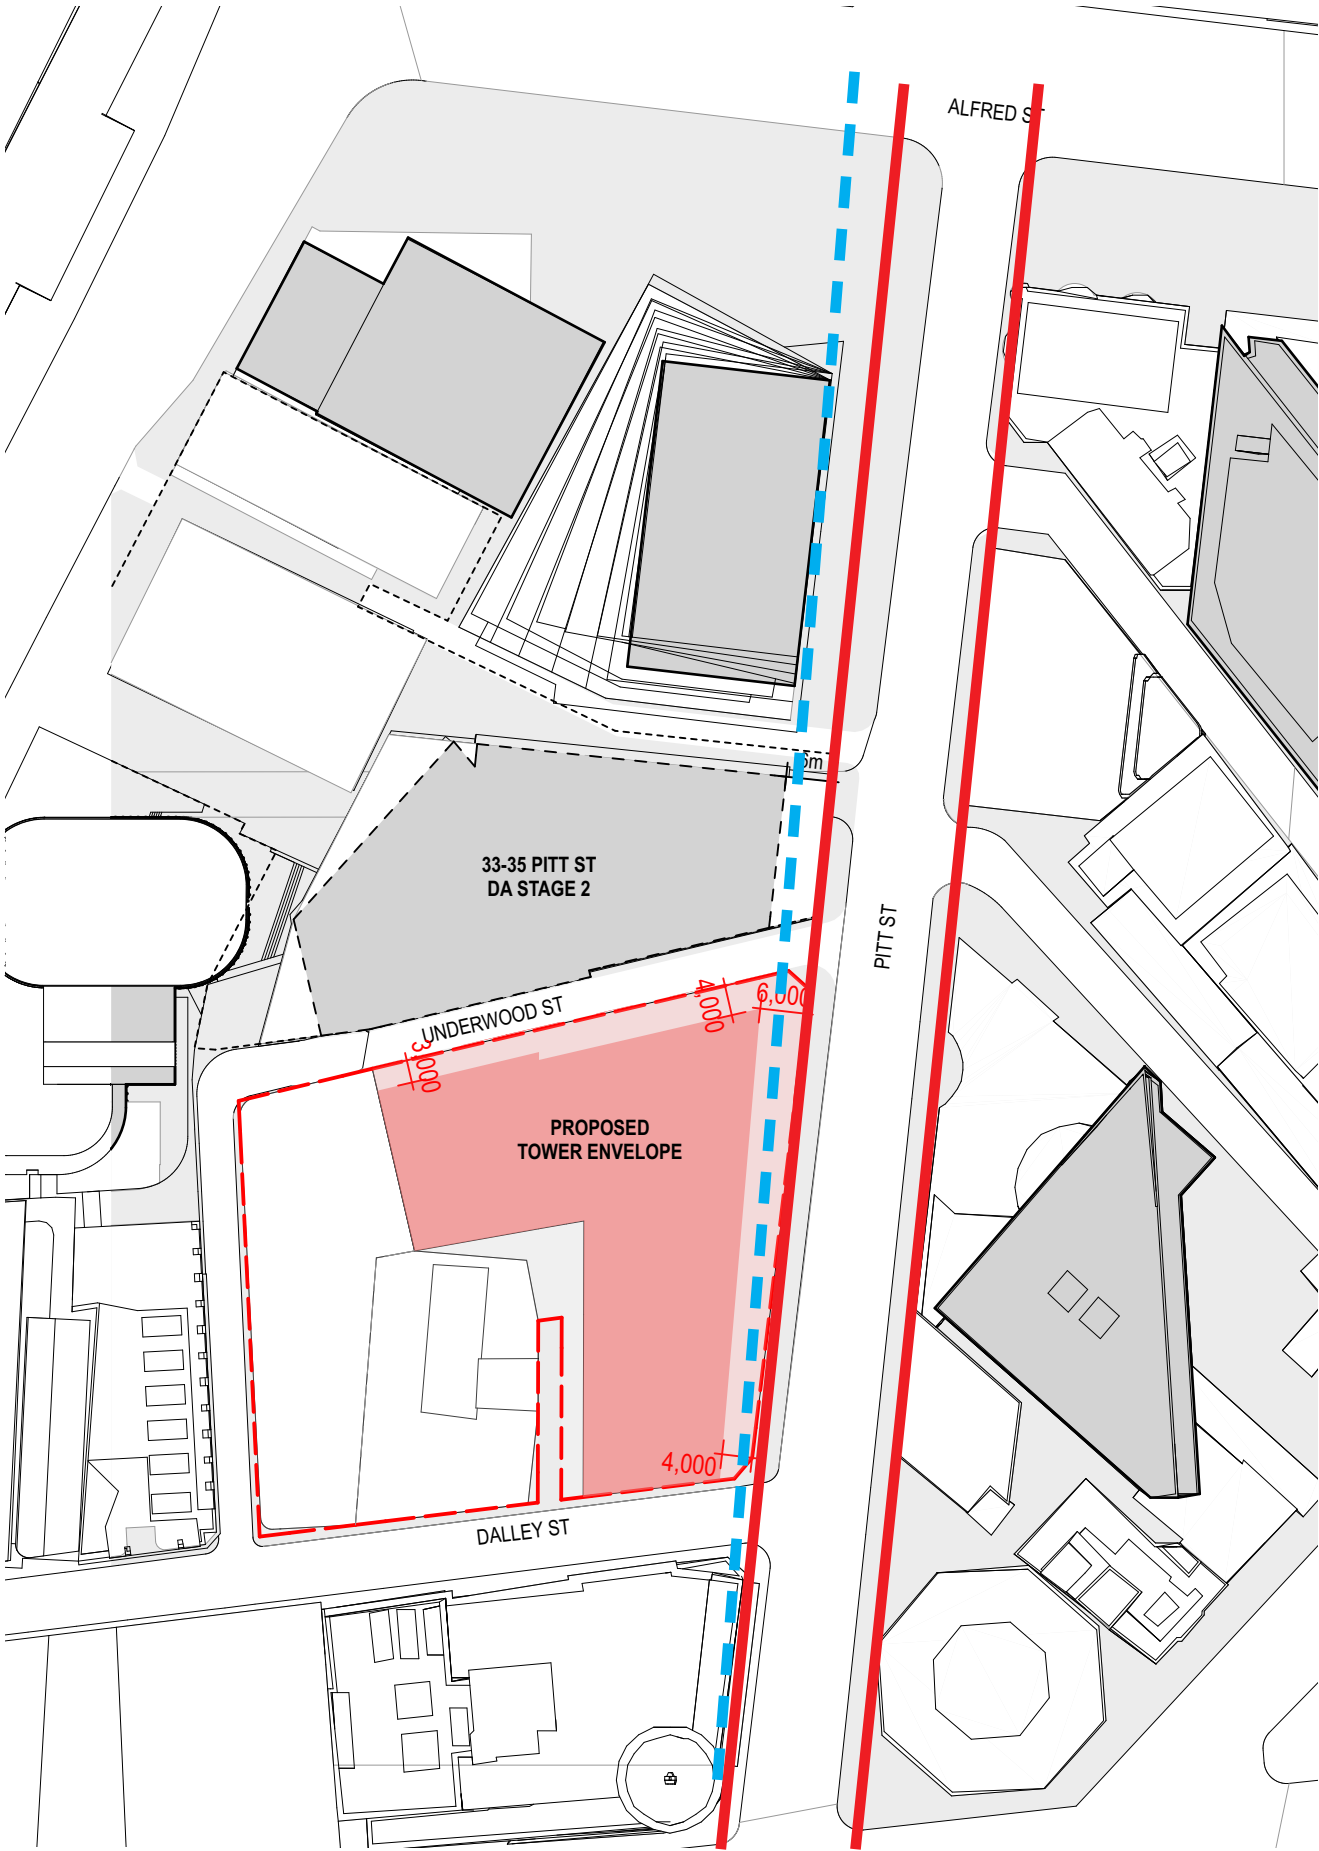 ALFRED ST
6m
33-35 PITT ST
DA STAGE 2
PITT ST
4,000
6,000
UNDERWOOD ST
3,000
PROPOSED
TOWER ENVELOPE
4,000
DALLEY ST